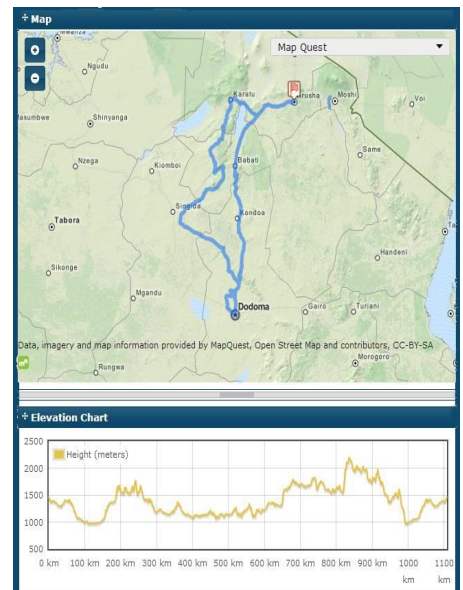 ÷ Map
Mwanza
Map Quest
Ngudu
Karatu
Arusha
Moshi
Voi
Shinyanga
Same
Nzega
Kiomboi
Babati
Singida
Kondoa
Tabora
Handeni
Sikonge
Mgandu
Dodoma
Gairo
Turiani
Data, imagery and map information provided by MapQuest, Open Street Map and contributors, CC-BY-SA
Morogoro
Rungwa
÷ Elevation Chart
2500
Height (meters)
2000
1500
1000
500
0 km 100 km 200 km 300 km 400 km 500 km 600 km 700 km 800 km 900 km 1000 1100
km km